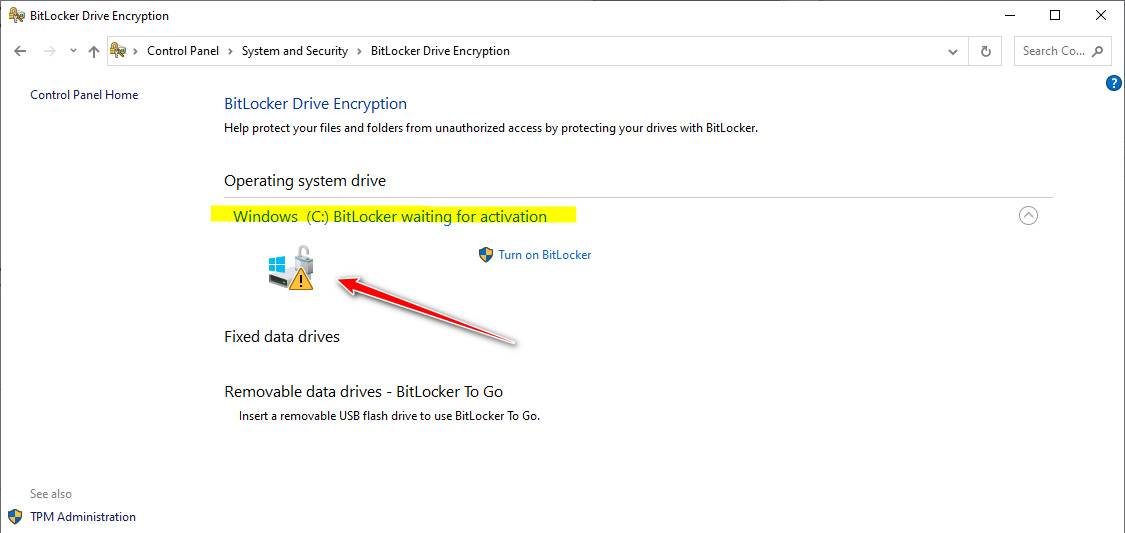 BitLocker Drive Encryption
Control Panel > System and Security > BitLocker Drive Encryption
Search Co...
?
Control Panel Home
BitLocker Drive Encryption
Help protect your files and folders from unauthorized access by protecting your drives with BitLocker.
Operating system drive
Windows (C:) BitLocker waiting for activation
Turn on BitLocker
Fixed data drives
Removable data drives - BitLocker To Go
Insert a removable USB flash drive to use BitLocker To Go.
See also
TPM Administration